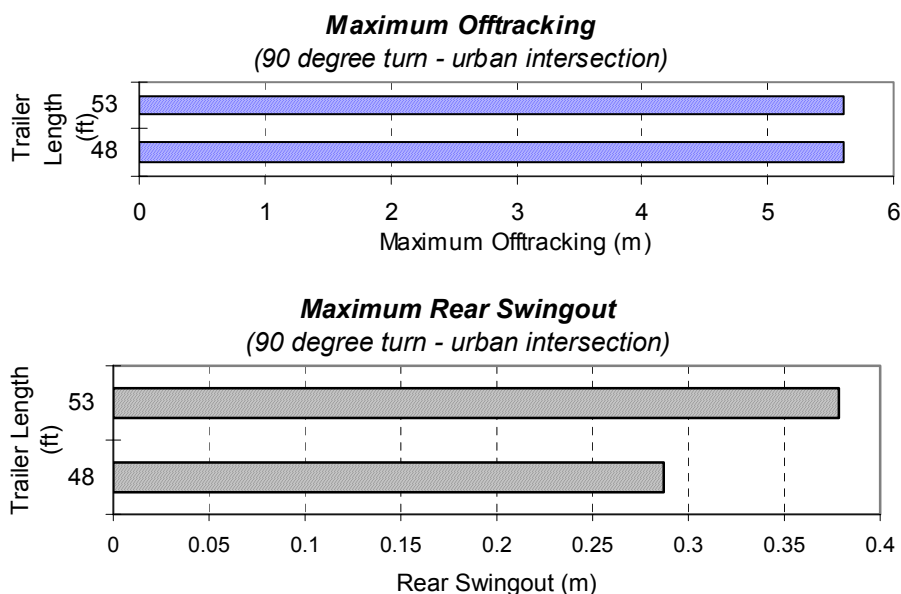 Maximum Offtracking
(90 degree turn - urban intersection)
Trailer
Length
(ft)
53
48
0 1 2 3 4 5 6
Maximum Offtracking (m)
Maximum Rear Swingout
(90 degree turn - urban intersection)
Trailer Length
(ft)
53
48
0 0.05 0.1 0.15 0.2 0.25 0.3 0.35 0.4
Rear Swingout (m)